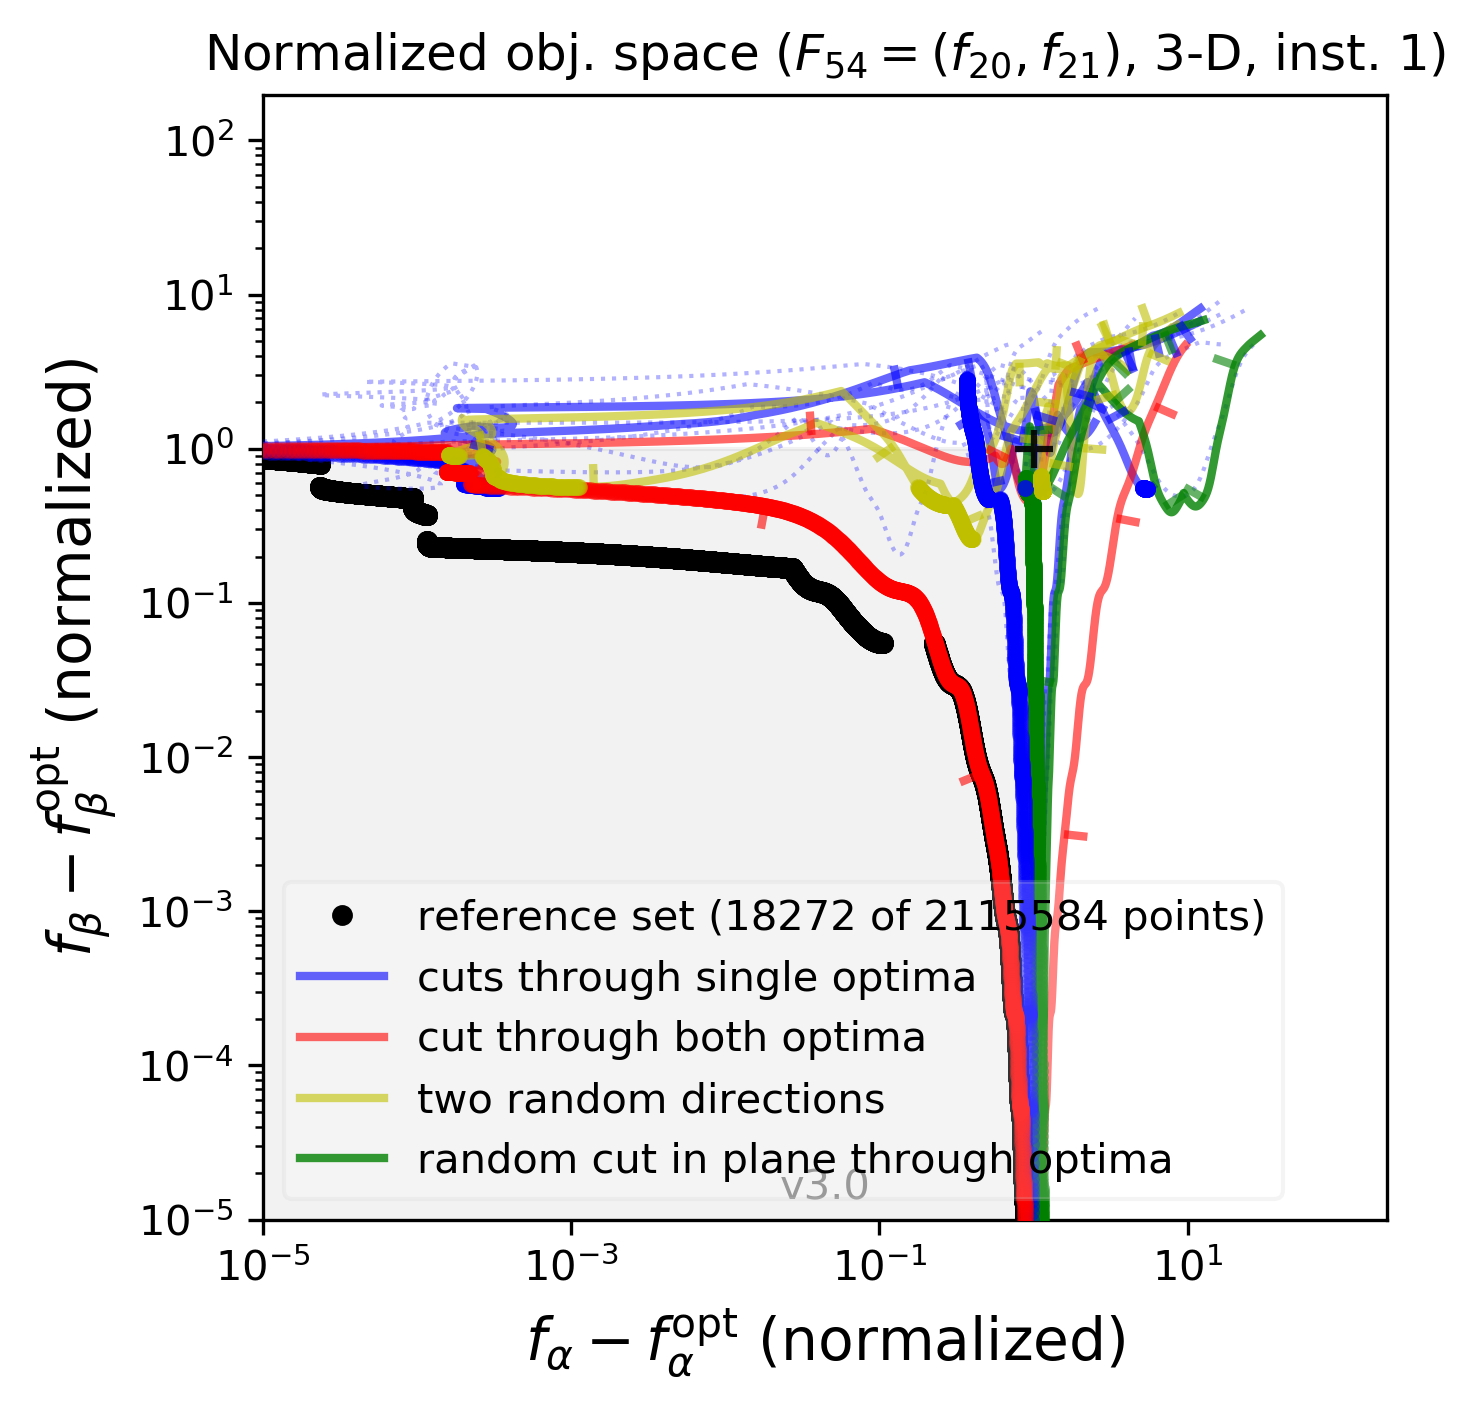 Normalized obj. space (F₅₄ = (f₂₀, f₂₁), 3-D, inst. 1)
10²
10¹
10⁰
10⁻¹
10⁻²
10⁻³
10⁻⁴
10⁻⁵
f_β − f_β^opt (normalized)
reference set (18272 of 2115584 points)
cuts through single optima
cut through both optima
two random directions
random cut in plane through optima
v3.0
10⁻⁵ 10⁻³ 10⁻¹ 10¹
f_α − f_α^opt (normalized)